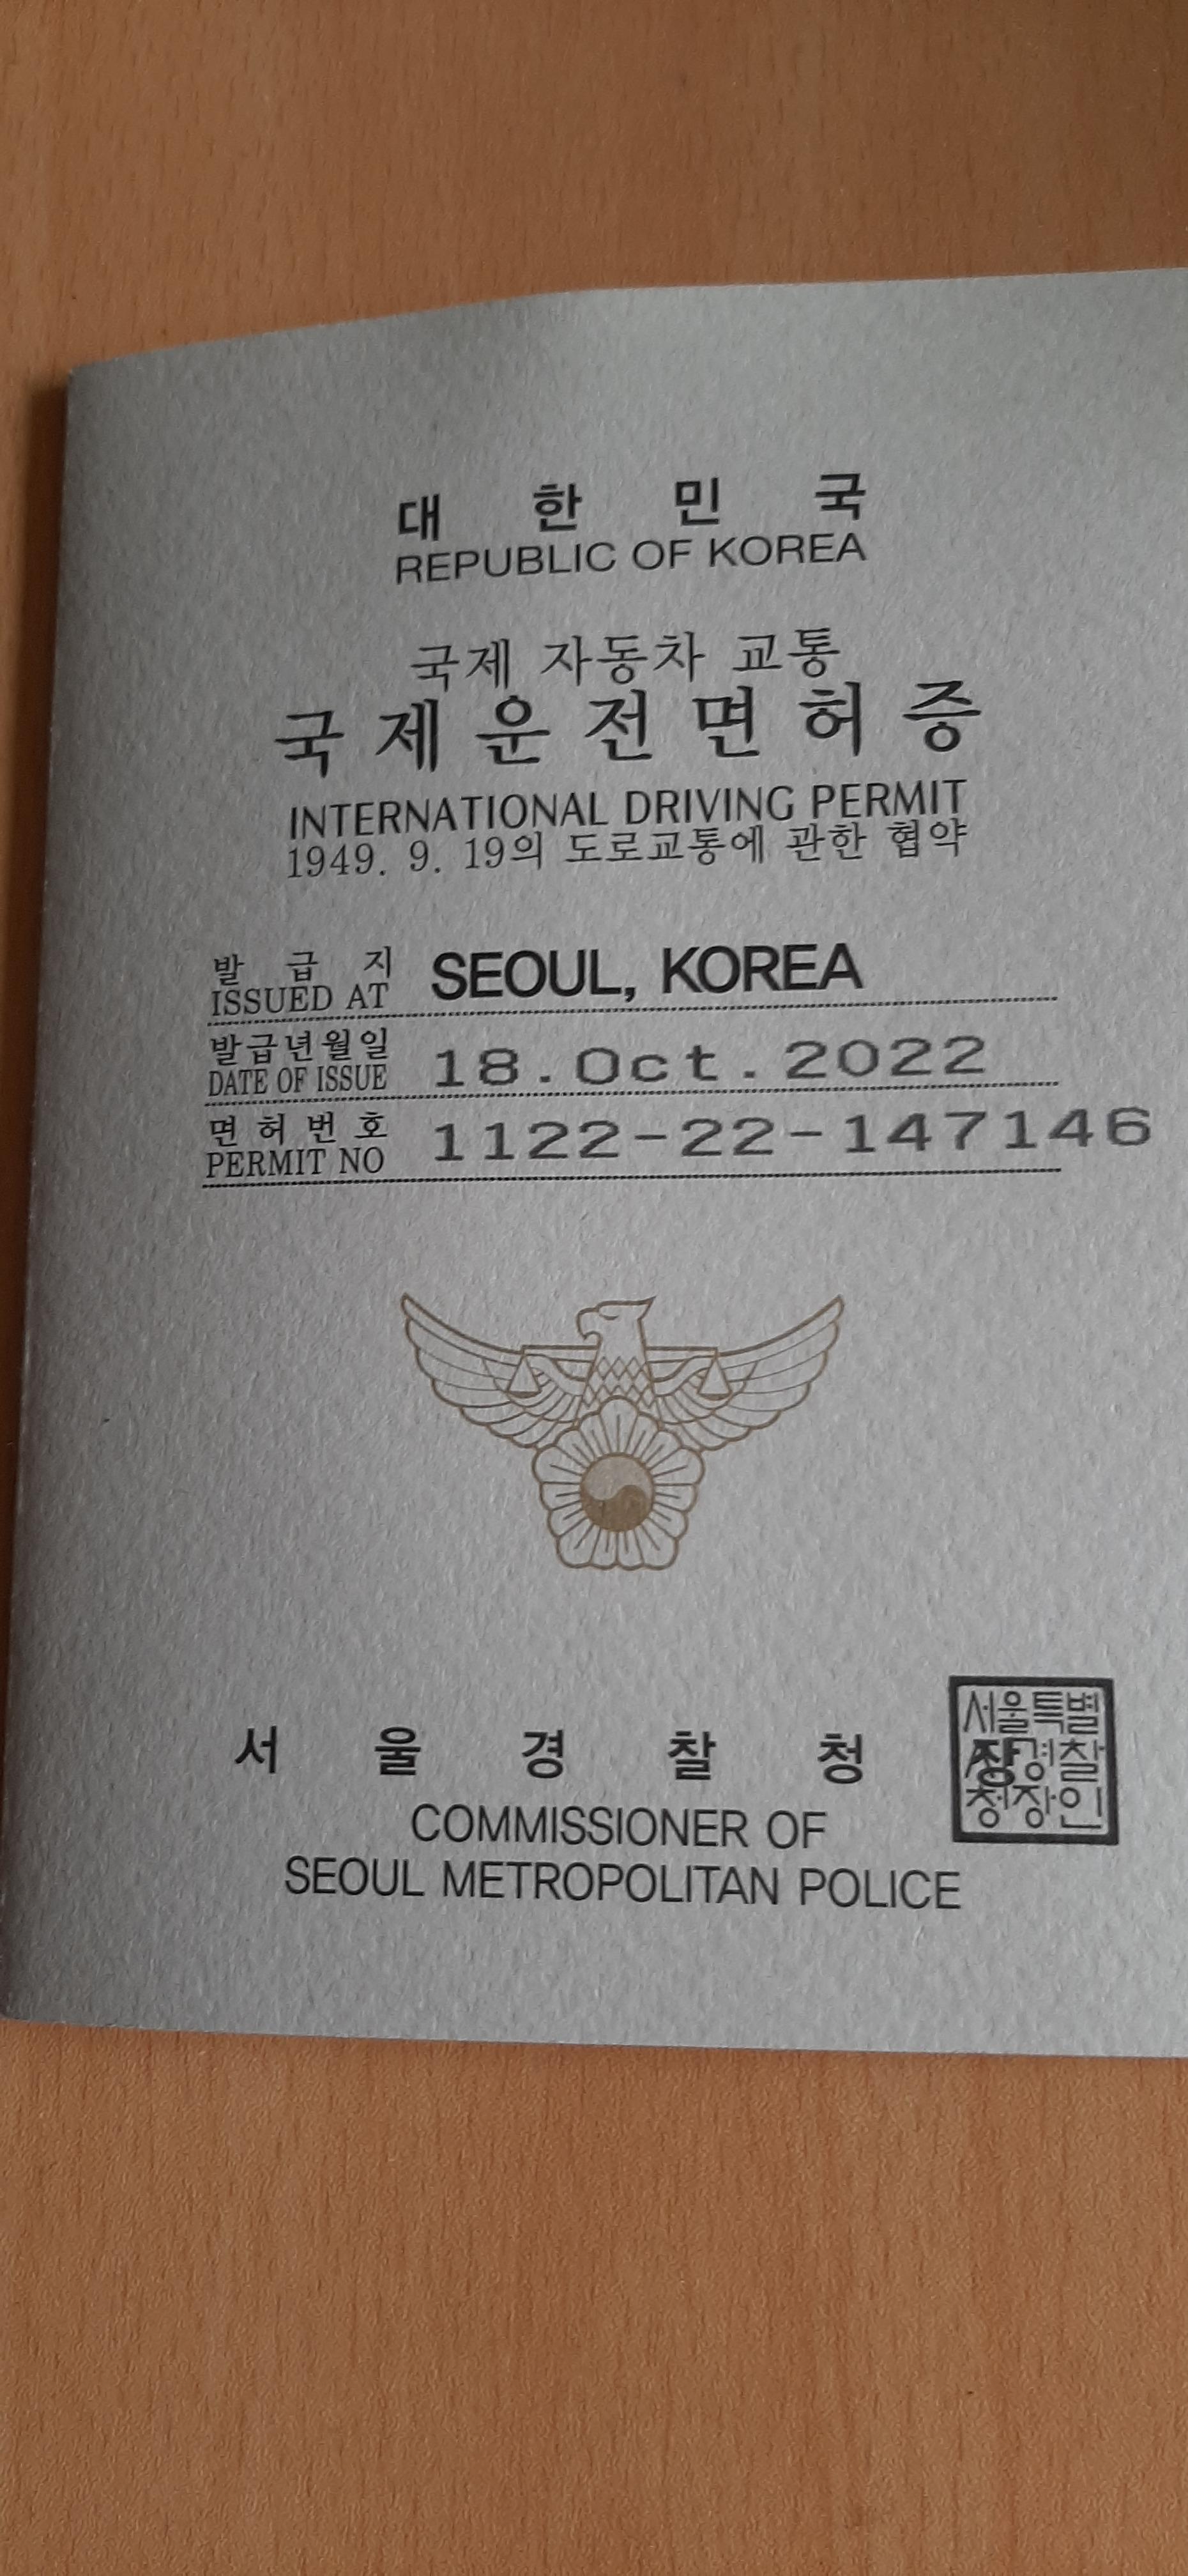 대 한 민 국
REPUBLIC OF KOREA
국제 자동차 교통
국제운전면허증
INTERNATIONAL DRIVING PERMIT
1949. 9. 19의 도로교통에 관한 협약
발 급 지
ISSUED AT
SEOUL, KOREA
발급년월일
DATE OF ISSUE
18.Oct.2022
면 허 번 호
PERMIT NO
1122-22-147146
서 울 경 찰 청 장
서울특별
시경찰
청장인
COMMISSIONER OF
SEOUL METROPOLITAN POLICE